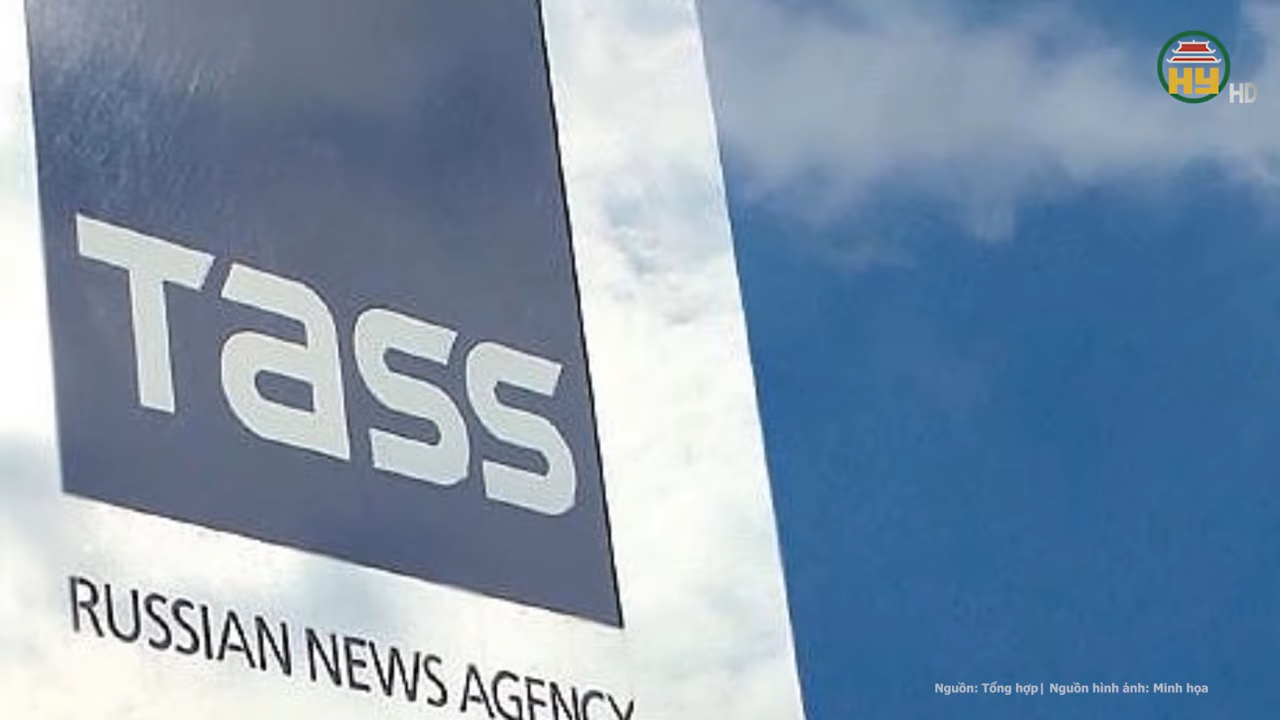 HY
HD
TASS
RUSSIAN NEWS AGENCY
Nguồn: Tổng hợp| Nguồn hình ảnh: Minh họa